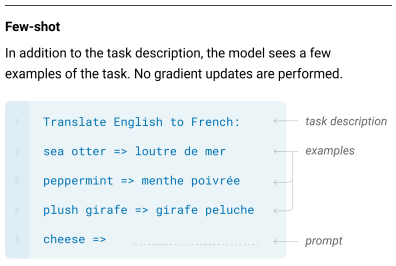 Few-shot
In addition to the task description, the model sees a few
examples of the task. No gradient updates are performed.
1 Translate English to French: task description
2 sea otter => loutre de mer examples
3 peppermint => menthe poivrée
4 plush girafe => girafe peluche
5 cheese => prompt